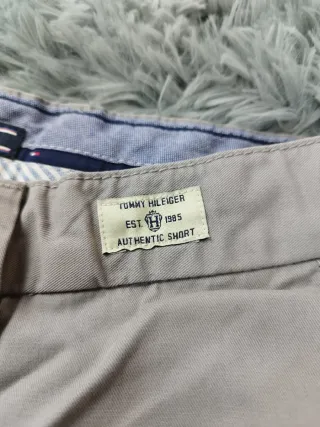 TOMMY HILFIGER
EST. H 1985
AUTHENTIC SHORT